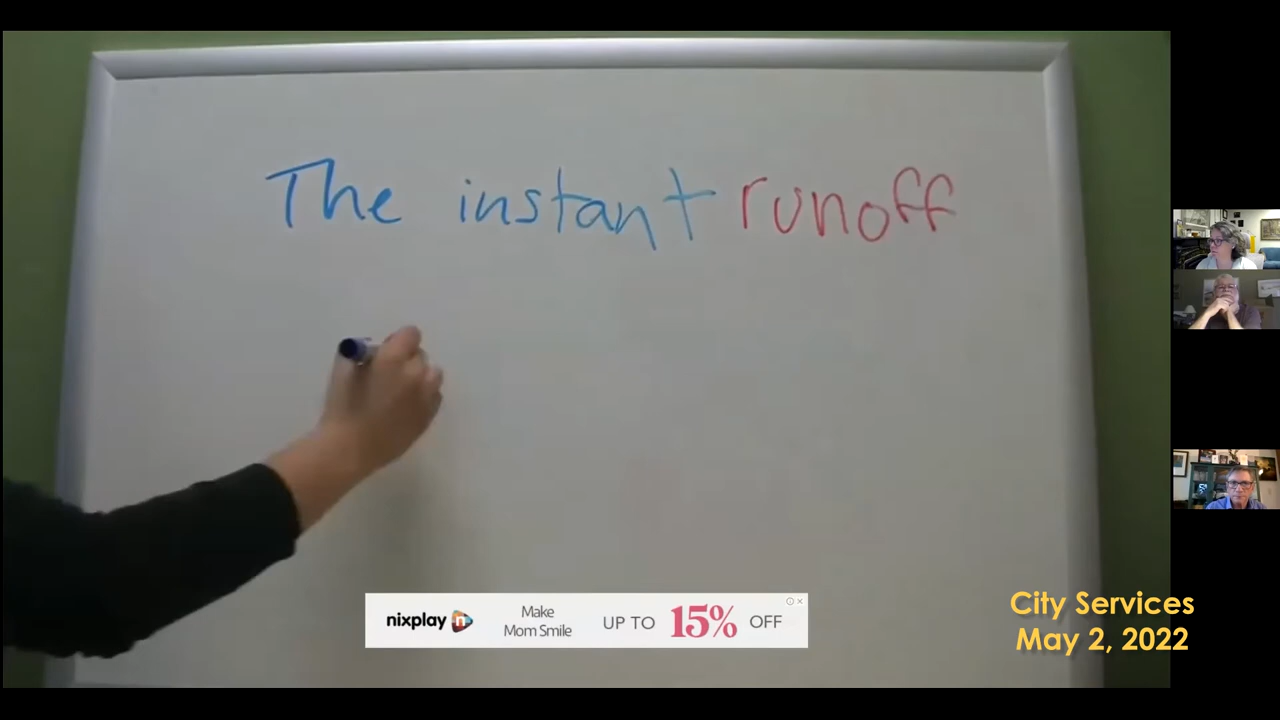 The instant runoff
nixplay
Make
Mom Smile
UP TO 15% OFF
City Services
May 2, 2022